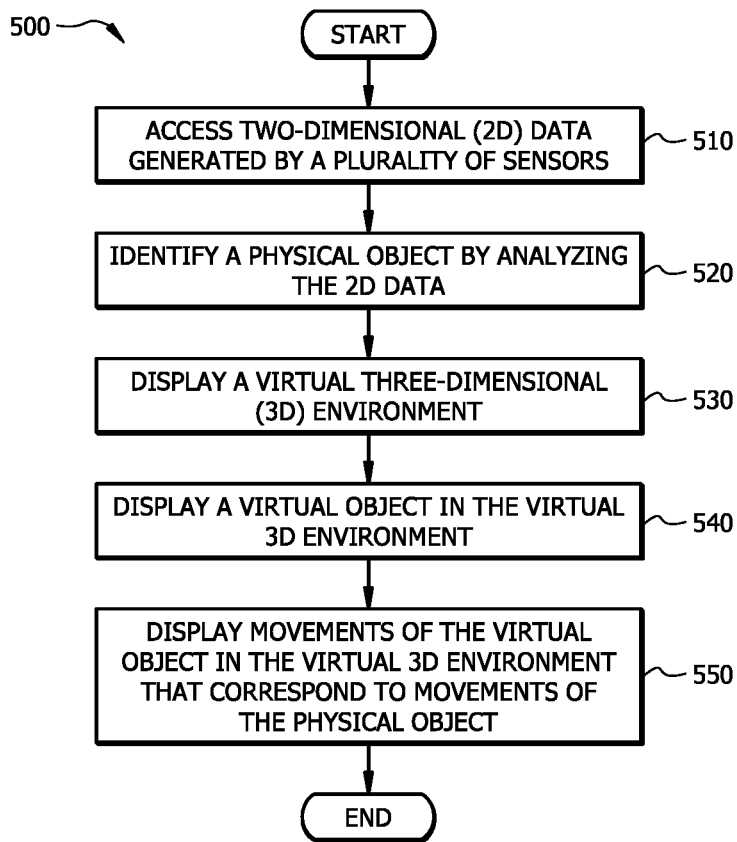 500
START
ACCESS TWO-DIMENSIONAL (2D) DATA
GENERATED BY A PLURALITY OF SENSORS
510
IDENTIFY A PHYSICAL OBJECT BY ANALYZING
THE 2D DATA
520
DISPLAY A VIRTUAL THREE-DIMENSIONAL
(3D) ENVIRONMENT
530
DISPLAY A VIRTUAL OBJECT IN THE VIRTUAL
3D ENVIRONMENT
540
DISPLAY MOVEMENTS OF THE VIRTUAL
OBJECT IN THE VIRTUAL 3D ENVIRONMENT
THAT CORRESPOND TO MOVEMENTS OF
THE PHYSICAL OBJECT
550
END